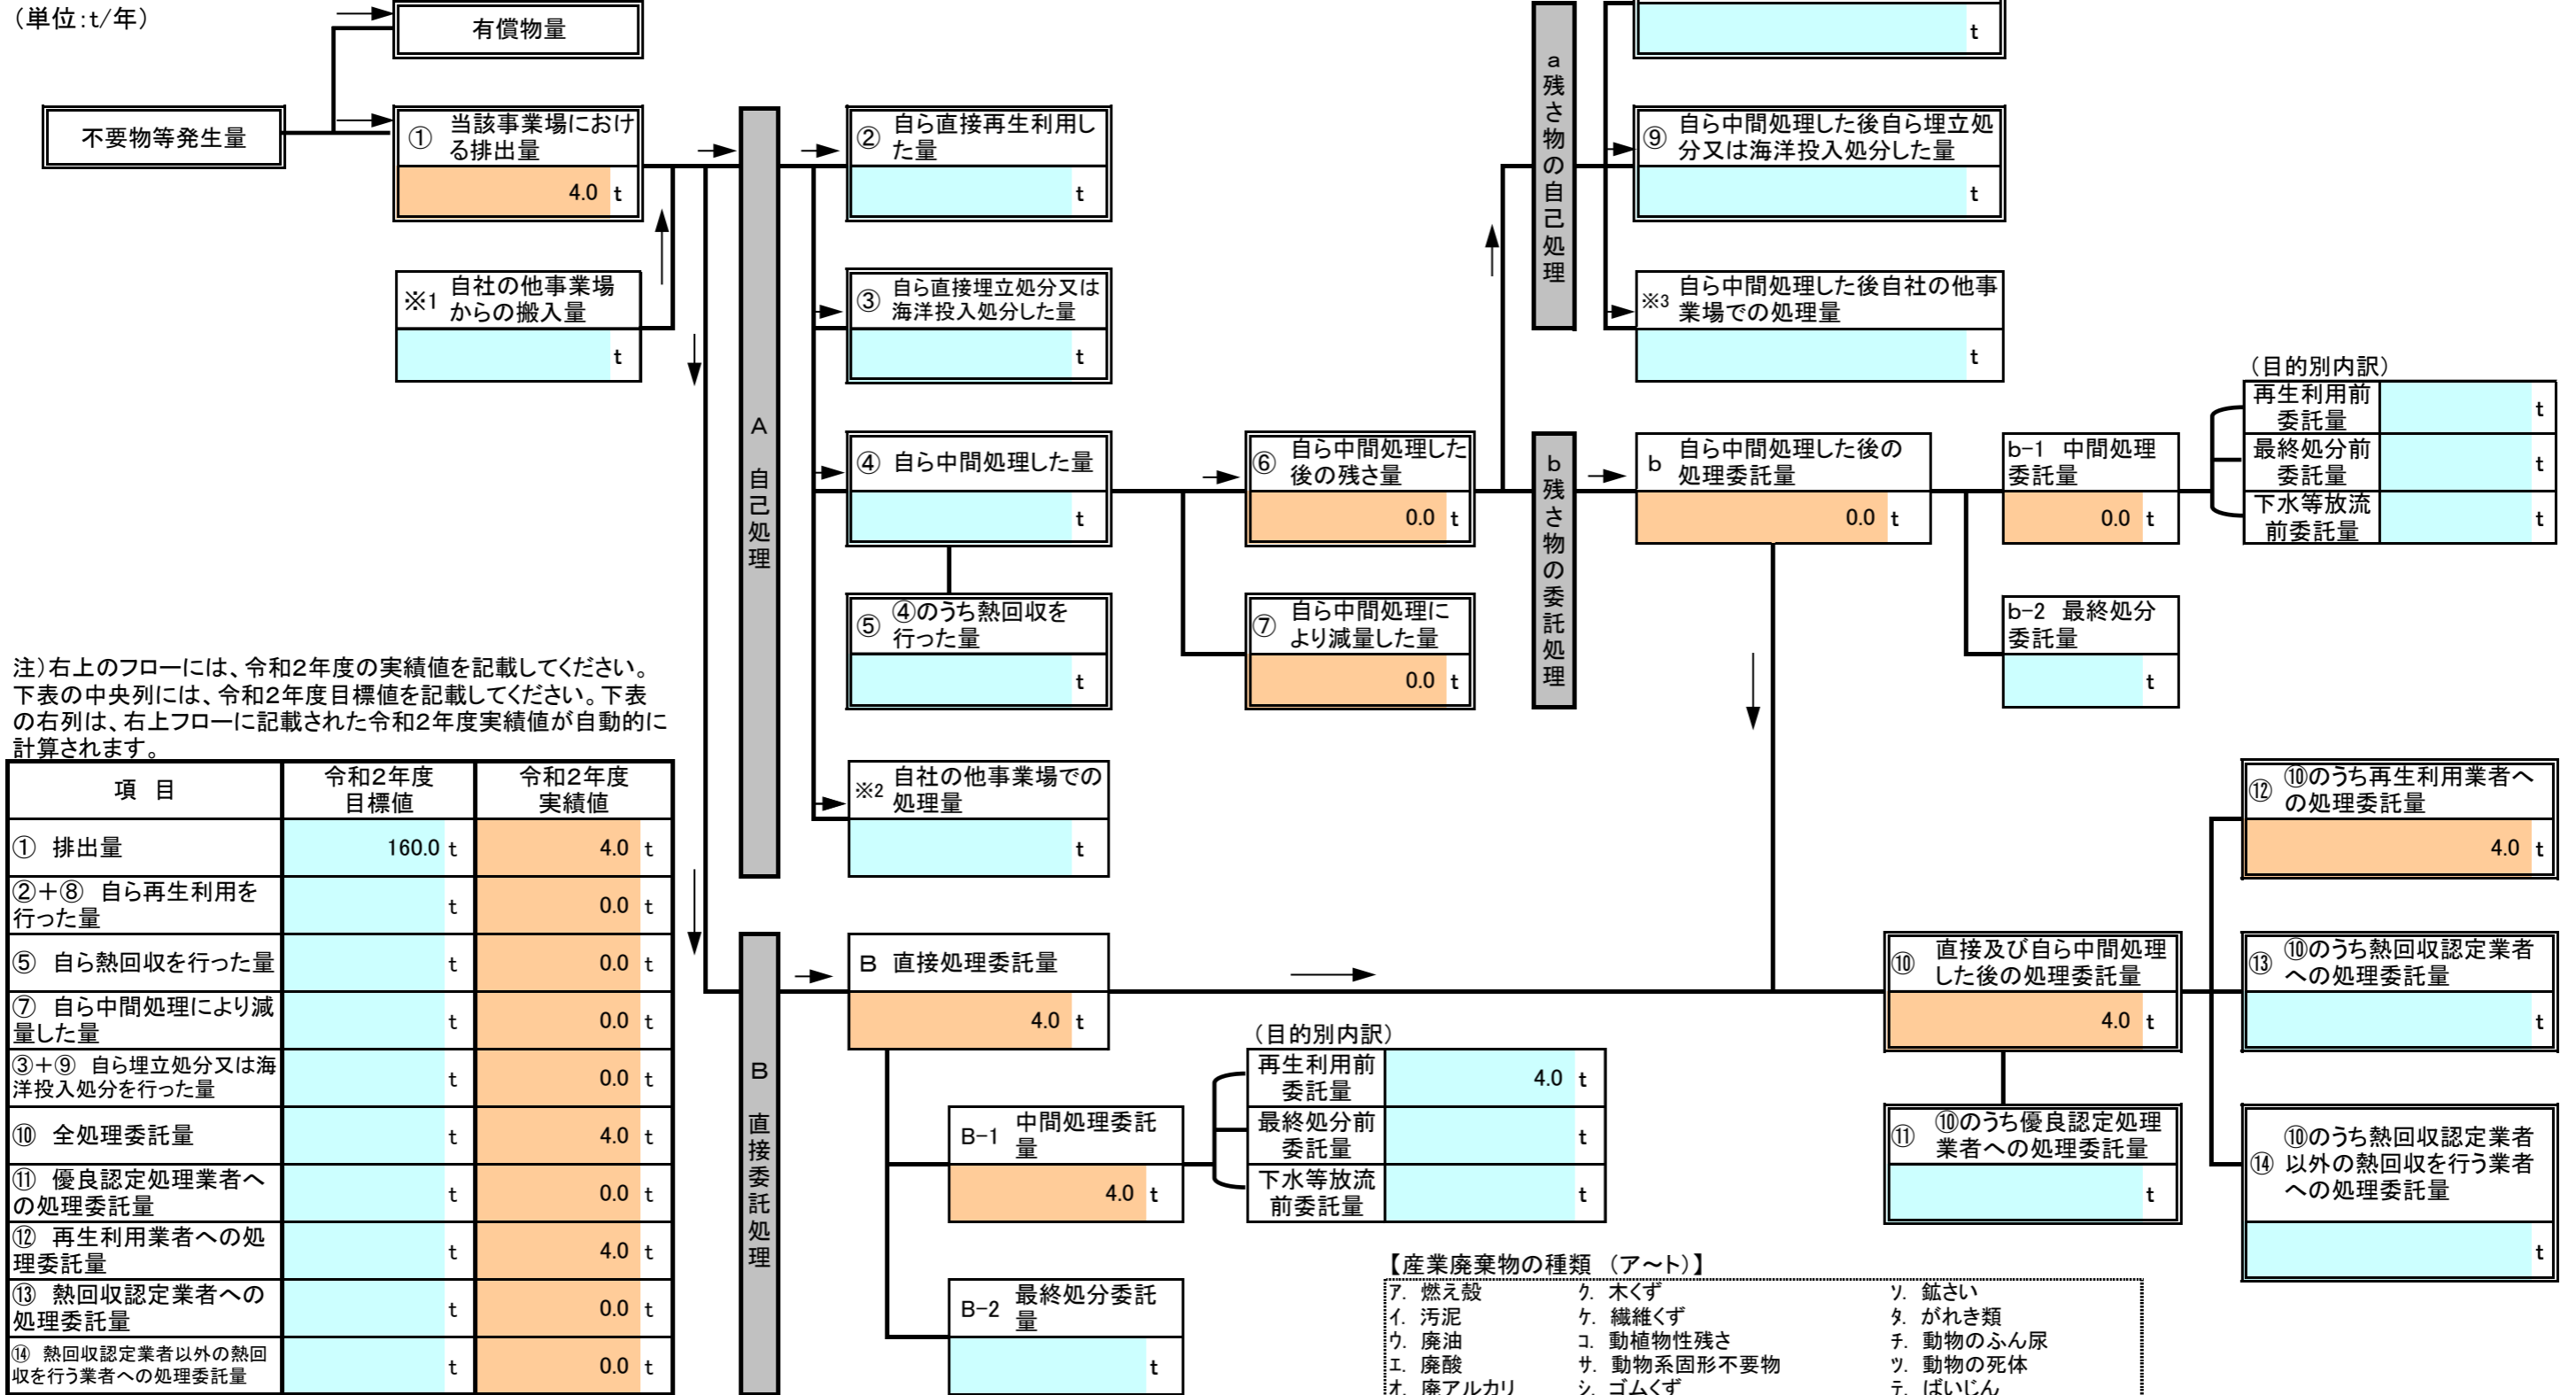 （単位：t/年）
有償物量
不要物等発生量
① 当該事業場におけ
る排出量
4.0 t
※1 自社の他事業場
からの搬入量
t
A 自己処理
② 自ら直接再生利用し
た量
t
③ 自ら直接埋立処分又は
海洋投入処分した量
t
④ 自ら中間処理した量
t
⑤ ④のうち熱回収を
行った量
t
※2 自社の他事業場での
処理量
t
⑥ 自ら中間処理した
後の残さ量
0.0 t
⑦ 自ら中間処理に
より減量した量
0.0 t
a残さ物の自己処理
t
⑨ 自ら中間処理した後自ら埋立処
分又は海洋投入処分した量
t
※3 自ら中間処理した後自社の他事
業場での処理量
t
b残さ物の委託処理
b 自ら中間処理した後の
処理委託量
0.0 t
b-1 中間処理
委託量
0.0 t
b-2 最終処分
委託量
t
（目的別内訳）
再生利用前
委託量
t
最終処分前
委託量
t
下水等放流
前委託量
t
注）右上のフローには、令和２年度の実績値を記載してください。
下表の中央列には、令和２年度目標値を記載してください。下表
の右列は、右上フローに記載された令和２年度実績値が自動的に
計算されます。
項 目 令和２年度 目標値 令和２年度 実績値
① 排出量 160.0 t 4.0 t
②＋⑧ 自ら再生利用を
行った量 t 0.0 t
⑤ 自ら熱回収を行った量 t 0.0 t
⑦ 自ら中間処理により減
量した量 t 0.0 t
③＋⑨ 自ら埋立処分又は海
洋投入処分を行った量 t 0.0 t
⑩ 全処理委託量 t 4.0 t
⑪ 優良認定処理業者へ
の処理委託量 t 0.0 t
⑫ 再生利用業者への処
理委託量 t 4.0 t
⑬ 熱回収認定業者への
処理委託量 t 0.0 t
⑭ 熱回収認定業者以外の熱回
収を行う業者への処理委託量 t 0.0 t
B 直接委託処理
B 直接処理委託量
4.0 t
B-1 中間処理委託
量
4.0 t
B-2 最終処分委託
量
t
（目的別内訳）
再生利用前
委託量
4.0 t
最終処分前
委託量
t
下水等放流
前委託量
t
⑩ 直接及び自ら中間処理
した後の処理委託量
4.0 t
⑪ ⑩のうち優良認定処理
業者への処理委託量
t
⑫ ⑩のうち再生利用業者へ
の処理委託量
4.0 t
⑬ ⑩のうち熱回収認定業者
への処理委託量
t
⑭ ⑩のうち熱回収認定業者
以外の熱回収を行う業者
への処理委託量
t
【産業廃棄物の種類 （ア～ト）】
ｱ. 燃え殻 ｸ. 木くず ｿ. 鉱さい
ｲ. 汚泥 ｹ. 繊維くず ﾀ. がれき類
ｳ. 廃油 ｺ. 動植物性残さ ﾁ. 動物のふん尿
ｴ. 廃酸 ｻ. 動物系固形不要物 ﾂ. 動物の死体
ｵ. 廃アルカリ ｼ. ゴムくず ﾃ. ばいじん